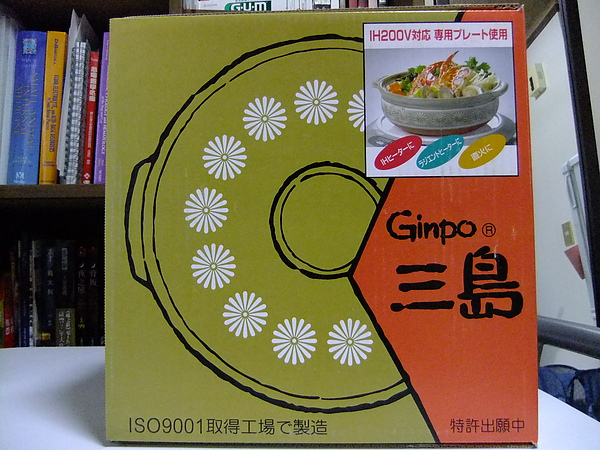 G·U·M
IH200V対応 専用プレート使用
IHヒーターに
ラジエントヒーターに
直火に
Ginpo®
三島
ISO9001取得工場で製造
特許出願中